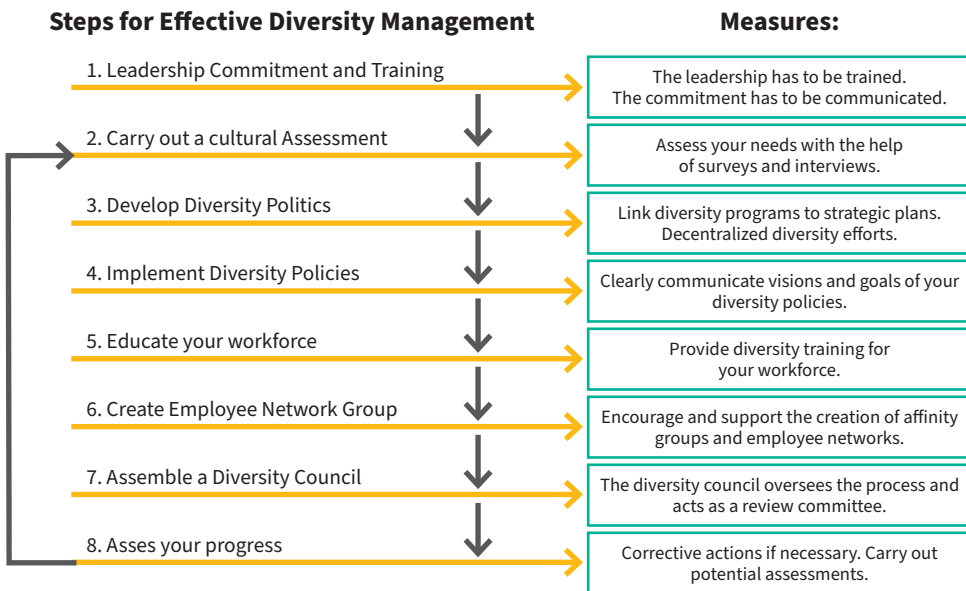 Steps for Effective Diversity Management
Measures:
1. Leadership Commitment and Training
The leadership has to be trained.
The commitment has to be communicated.
2. Carry out a cultural Assessment
Assess your needs with the help
of surveys and interviews.
3. Develop Diversity Politics
Link diversity programs to strategic plans.
Decentralized diversity efforts.
4. Implement Diversity Policies
Clearly communicate visions and goals of your
diversity policies.
5. Educate your workforce
Provide diversity training for
your workforce.
6. Create Employee Network Group
Encourage and support the creation of affinity
groups and employee networks.
7. Assemble a Diversity Council
The diversity council oversees the process and
acts as a review committee.
8. Asses your progress
Corrective actions if necessary. Carry out
potential assessments.